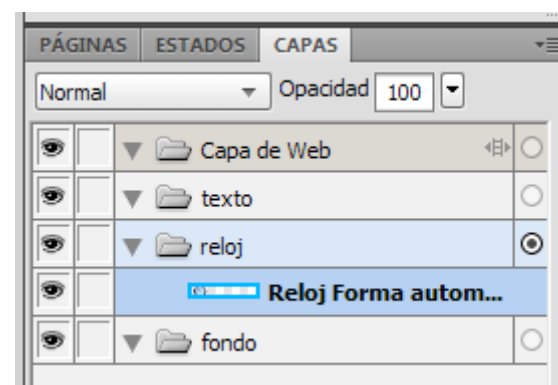 PÁGINAS ESTADOS CAPAS
Normal Opacidad 100
Capa de Web
texto
reloj
Reloj Forma autom...
fondo